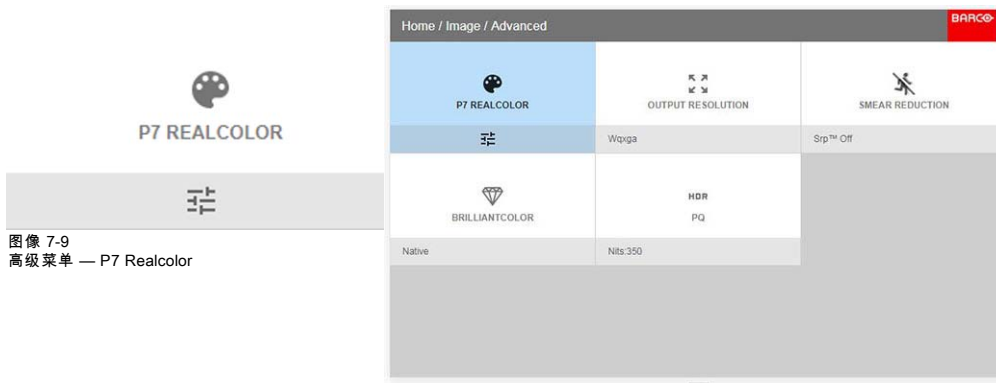 P7 REALCOLOR
图像 7-9
高级菜单 — P7 Realcolor
Home / Image / Advanced
BARCO
P7 REALCOLOR
OUTPUT RESOLUTION
SMEAR REDUCTION
Wqxga
Srp™ Off
BRILLIANTCOLOR
HDR
PQ
Native
Nits:350